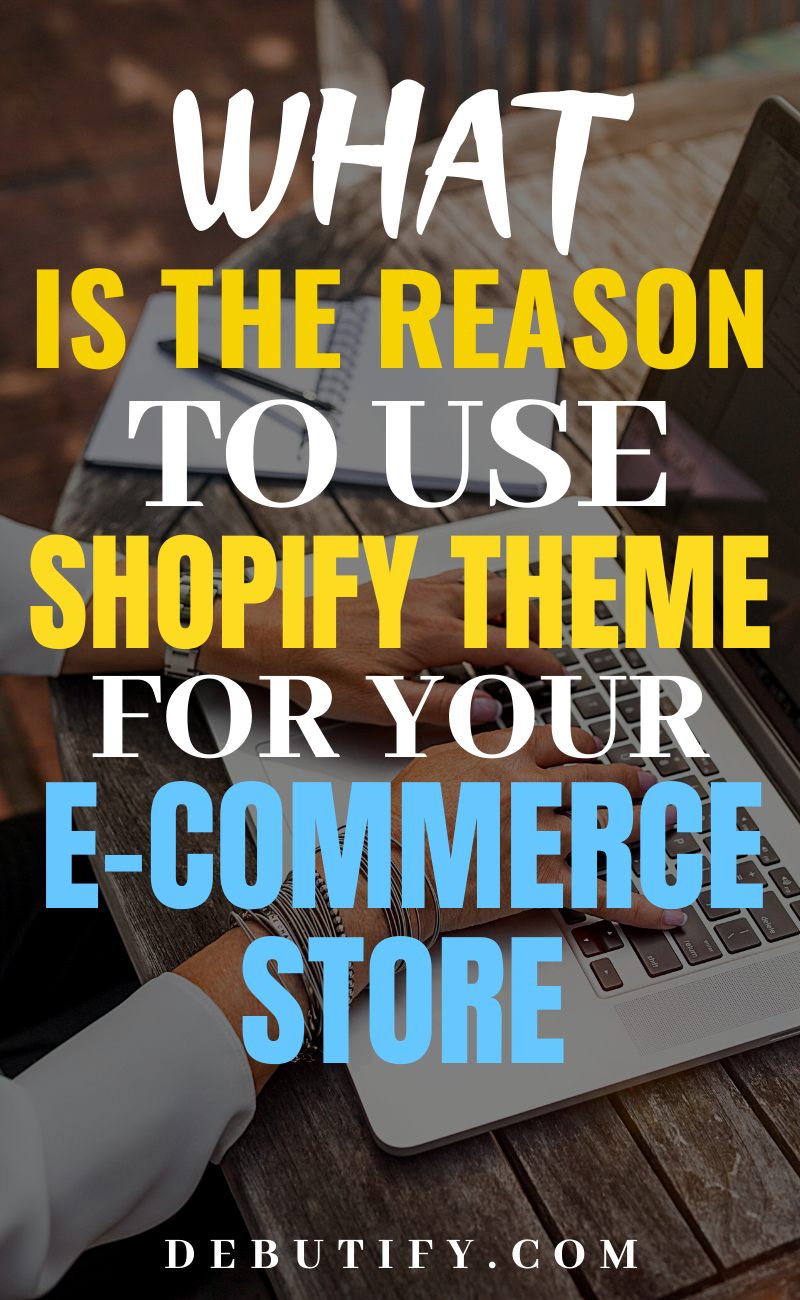 WHAT
IS THE REASON
TO USE
SHOPIFY THEME
FOR YOUR
E-COMMERCE
STORE
DEBUTIFY.COM